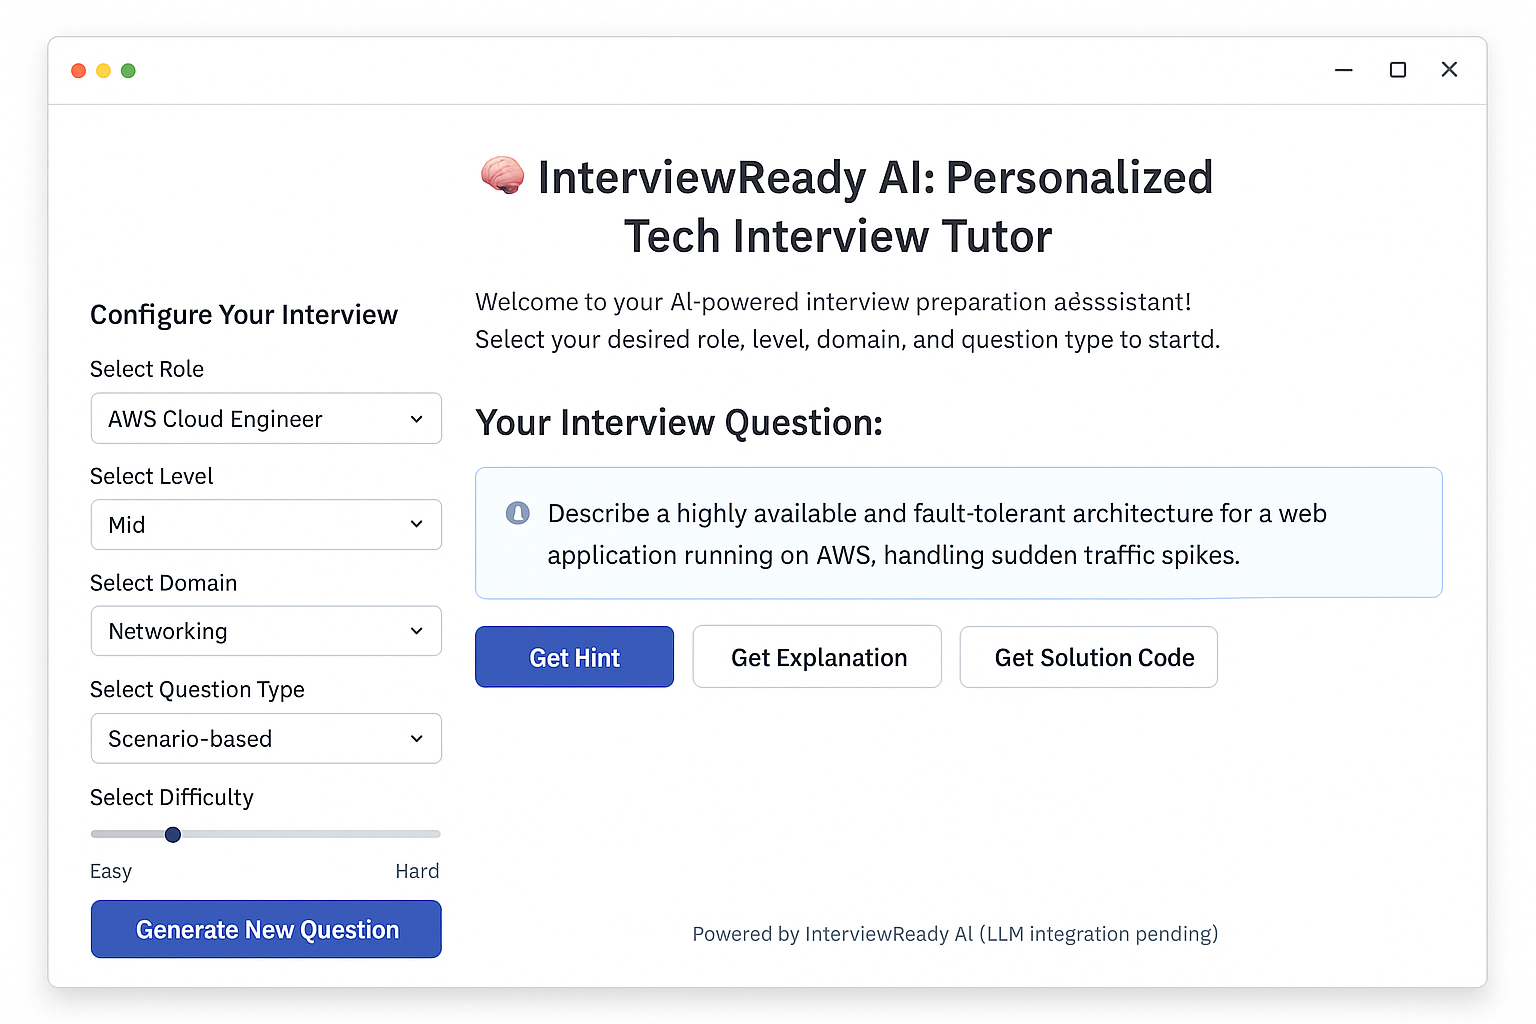 InterviewReady AI: Personalized
Tech Interview Tutor
Welcome to your AI-powered interview preparation aėsssistant!
Select your desired role, level, domain, and question type to startd.
Configure Your Interview
Select Role
AWS Cloud Engineer
Select Level
Mid
Select Domain
Networking
Select Question Type
Scenario-based
Select Difficulty
Easy
Hard
Generate New Question
Your Interview Question:
Describe a highly available and fault-tolerant architecture for a web
application running on AWS, handling sudden traffic spikes.
Get Hint
Get Explanation
Get Solution Code
Powered by InterviewReady AI (LLM integration pending)